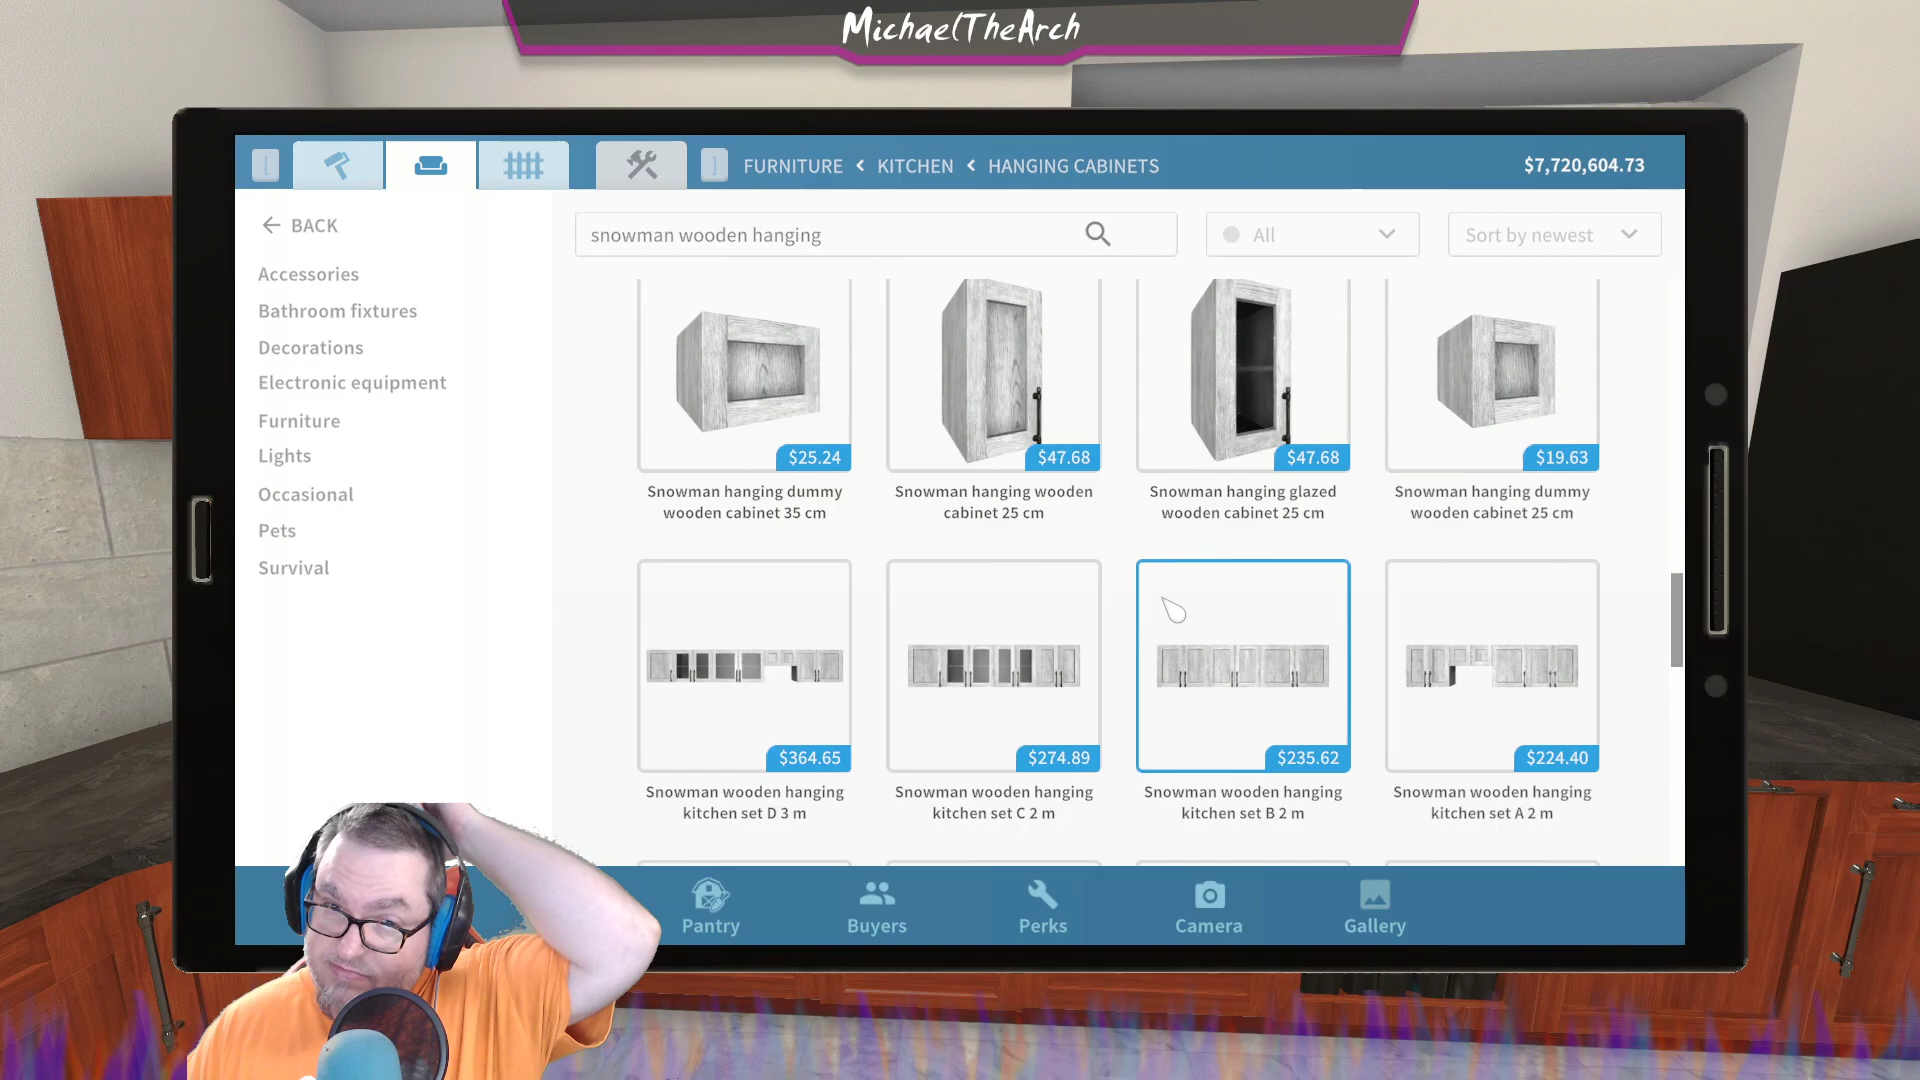 MichaelTheArch
FURNITURE < KITCHEN < HANGING CABINETS
$7,720,604.73
BACK
snowman wooden hanging
All
Sort by newest
Accessories
Bathroom fixtures
Decorations
Electronic equipment
Furniture
Lights
Occasional
Pets
Survival
$25.24
$47.68
$47.68
$19.63
Snowman hanging dummy
wooden cabinet 35 cm
Snowman hanging wooden
cabinet 25 cm
Snowman hanging glazed
wooden cabinet 25 cm
Snowman hanging dummy
wooden cabinet 25 cm
$364.65
$274.89
$235.62
$224.40
Snowman wooden hanging
kitchen set D 3 m
Snowman wooden hanging
kitchen set C 2 m
Snowman wooden hanging
kitchen set B 2 m
Snowman wooden hanging
kitchen set A 2 m
Pantry
Buyers
Perks
Camera
Gallery